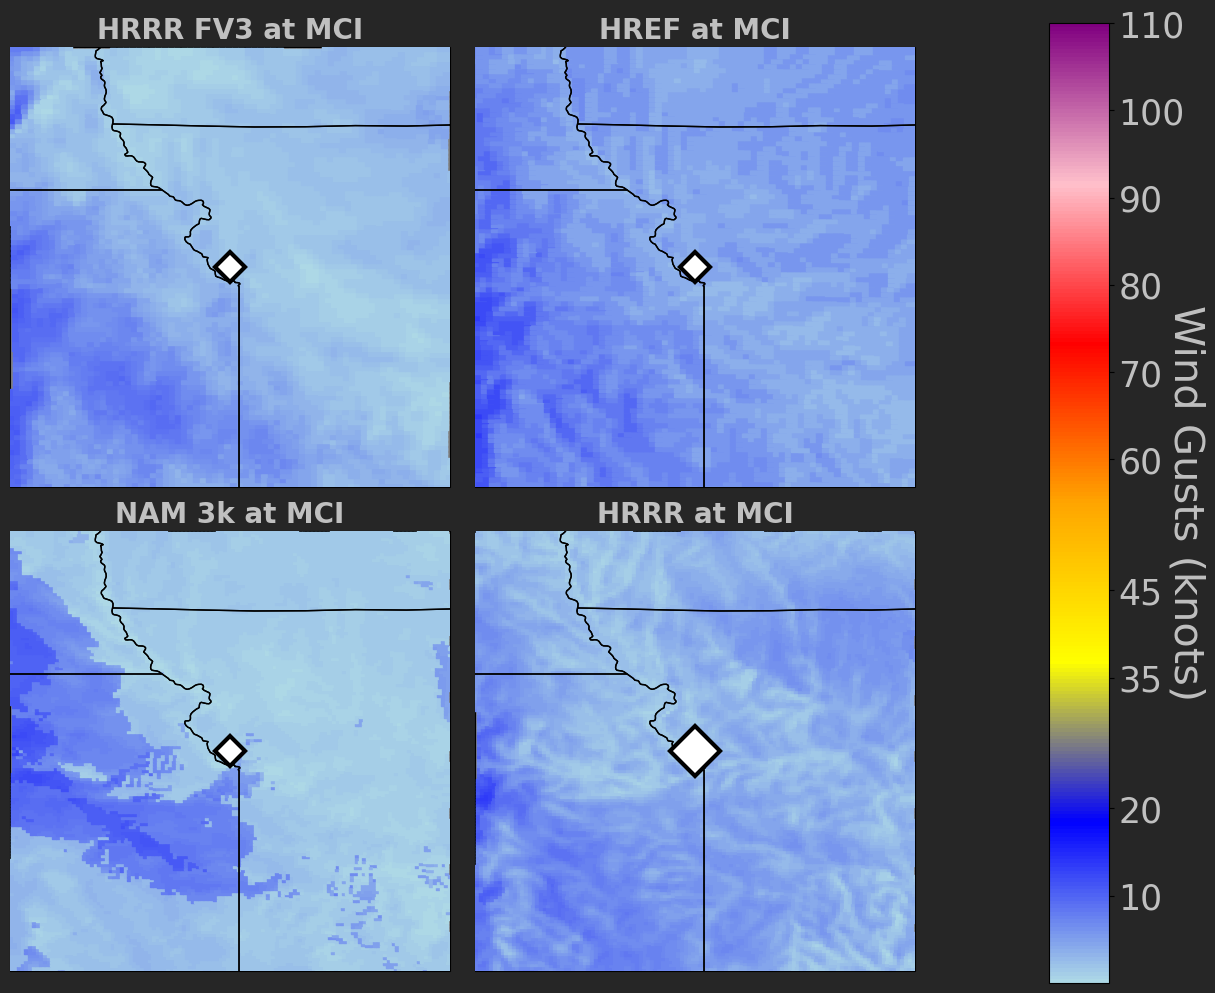 HRRR FV3 at MCI
HREF at MCI
NAM 3k at MCI
HRRR at MCI
110
100
90
80
70
60
45
35
20
10
Wind Gusts (knots)